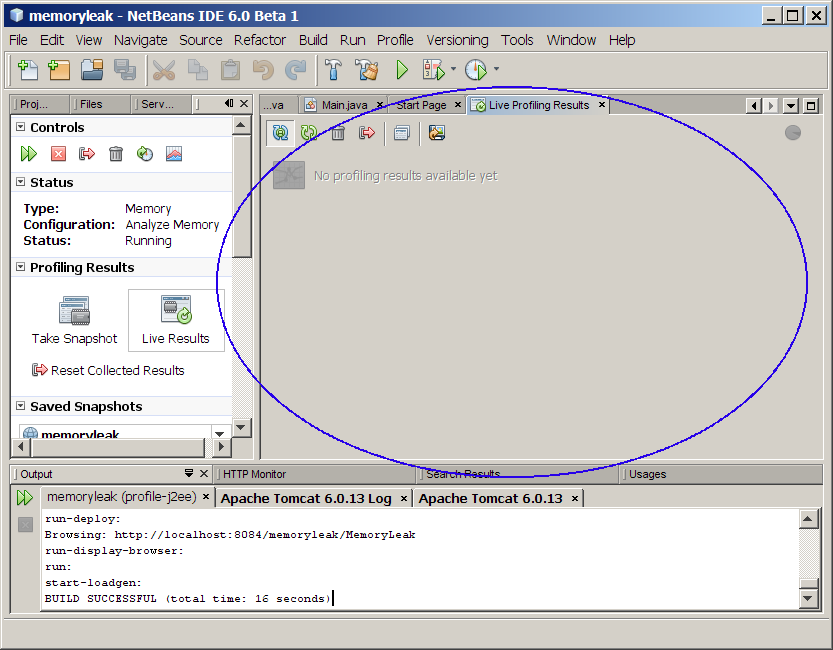 memoryleak - NetBeans IDE 6.0 Beta 1
File Edit View Navigate Source Refactor Build Run Profile Versioning Tools Window Help
Proj... Files Serv...
...va Main.java Start Page Live Profiling Results
Controls
No profiling results available yet
Status
Type: Memory
Configuration: Analyze Memory
Status: Running
Profiling Results
Take Snapshot Live Results
Reset Collected Results
Saved Snapshots
memoryleak
Output HTTP Monitor Search Results Usages
memoryleak (profile-j2ee) Apache Tomcat 6.0.13 Log Apache Tomcat 6.0.13
run-deploy:
Browsing: http://localhost:8084/memoryleak/MemoryLeak
run-display-browser:
run:
start-loadgen:
BUILD SUCCESSFUL (total time: 16 seconds)